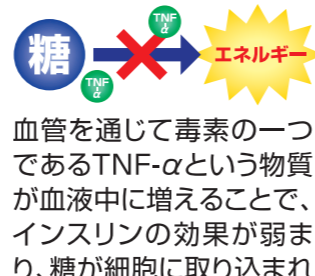 TNF
α
糖
エネルギー
TNF
α
血管を通じて毒素の一つ
であるTNF-αという物質
が血液中に増えることで、
インスリンの効果が弱ま
り、糖が細胞に取り込まれ